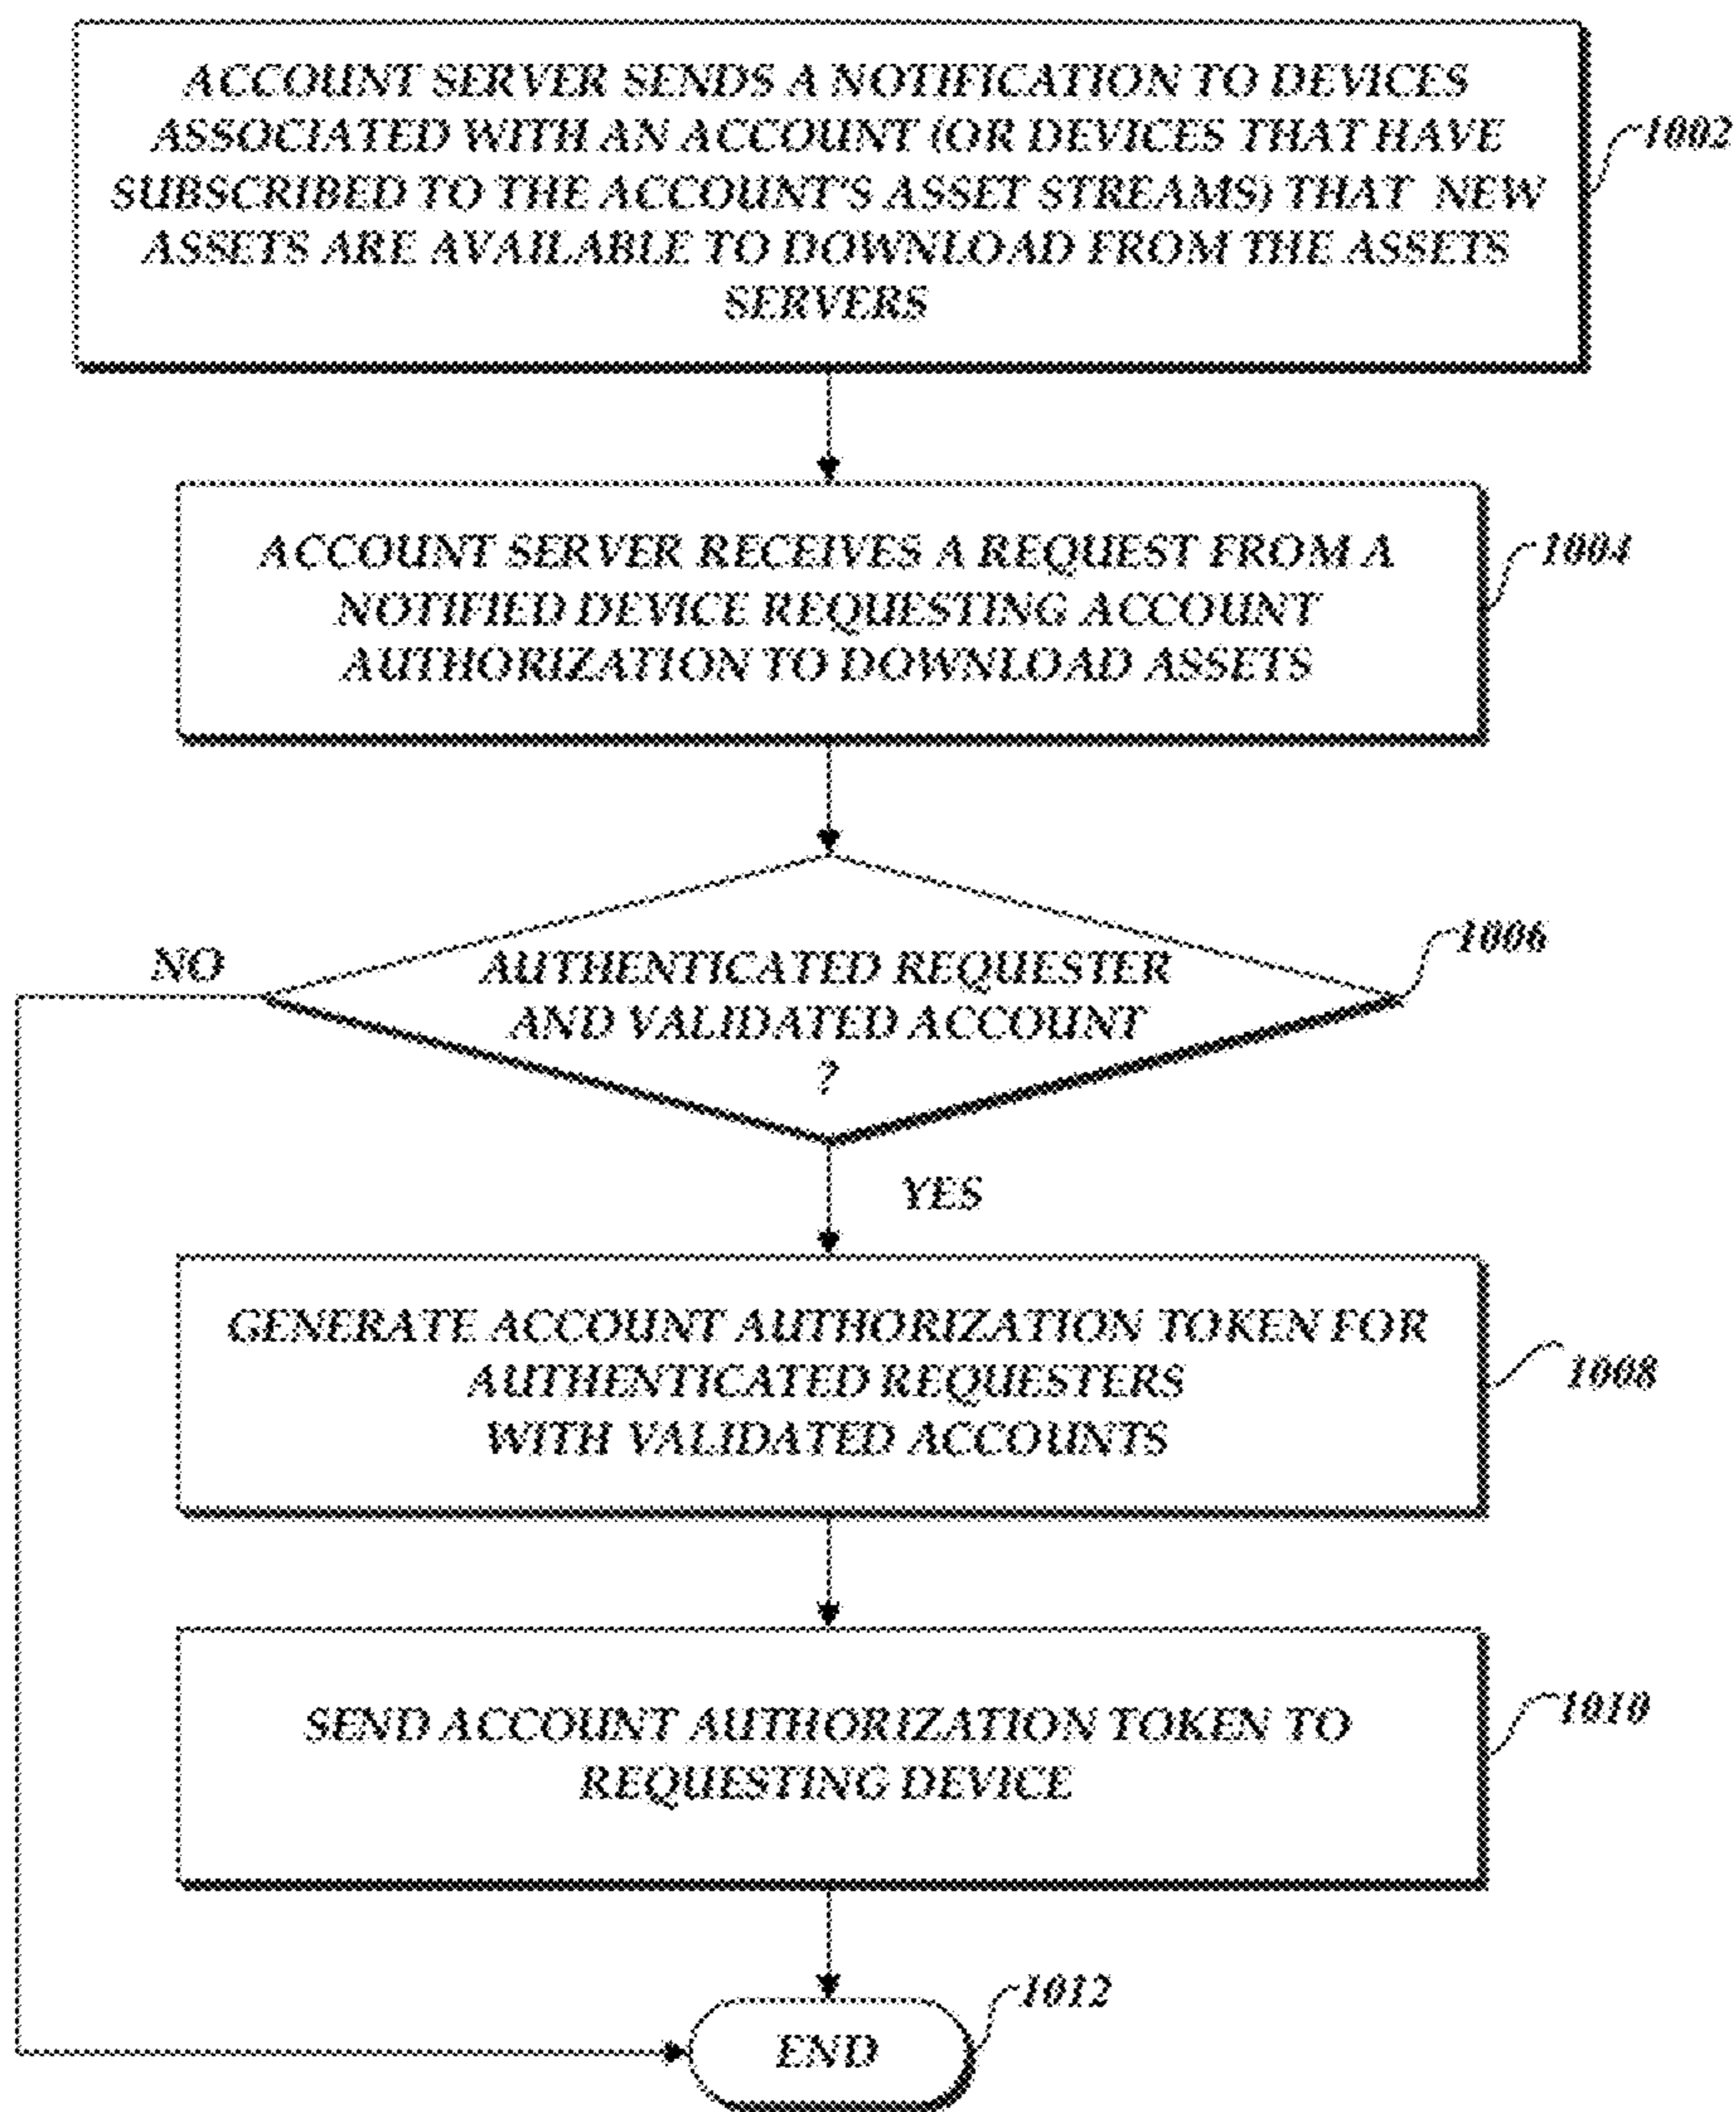 ACCOUNT SERVER SENDS A NOTIFICATION TO DEVICES
ASSOCIATED WITH AN ACCOUNT (OR DEVICES THAT HAVE
SUBSCRIBED TO THE ACCOUNT'S ASSET STREAMS) THAT NEW
ASSETS ARE AVAILABLE TO DOWNLOAD FROM THE ASSETS
SERVERS
1002
ACCOUNT SERVER RECEIVES A REQUEST FROM A
NOTIFIED DEVICE REQUESTING ACCOUNT
AUTHORIZATION TO DOWNLOAD ASSETS
1004
NO
AUTHENTICATED REQUESTER
AND VALIDATED ACCOUNT
?
1006
YES
GENERATE ACCOUNT AUTHORIZATION TOKEN FOR
AUTHENTICATED REQUESTERS
WITH VALIDATED ACCOUNTS
1008
SEND ACCOUNT AUTHORIZATION TOKEN TO
REQUESTING DEVICE
1010
END
1012